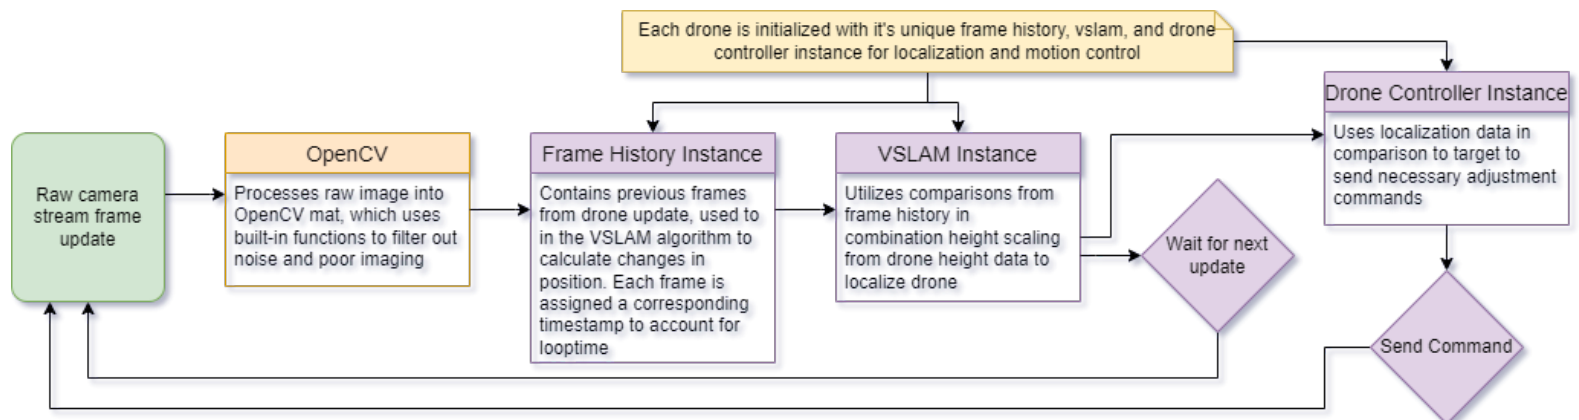 Each drone is initialized with it's unique frame history, vslam, and drone
controller instance for localization and motion control
Raw camera
stream frame
update
OpenCV
Processes raw image into
OpenCV mat, which uses
built-in functions to filter out
noise and poor imaging
Frame History Instance
Contains previous frames
from drone update, used to
in the VSLAM algorithm to
calculate changes in
position. Each frame is
assigned a corresponding
timestamp to account for
looptime
VSLAM Instance
Utilizes comparisons from
frame history in
combination height scaling
from drone height data to
localize drone
Wait for next
update
Drone Controller Instance
Uses localization data in
comparison to target to
send necessary adjustment
commands
Send Command